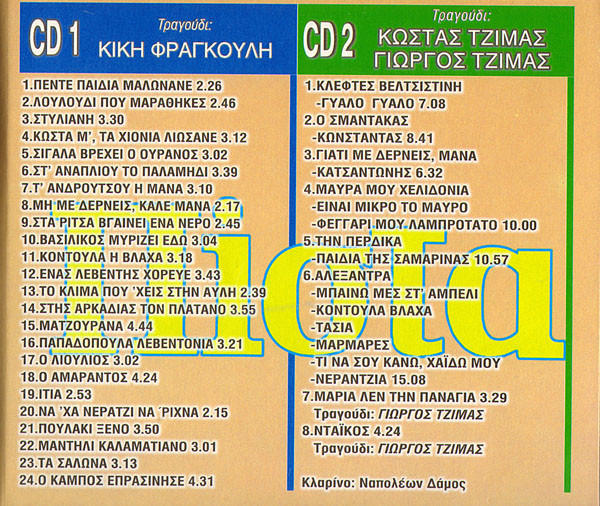 CD 1
Τραγούδι:
ΚΙΚΗ ΦΡΑΓΚΟΥΛΗ
1.ΠΕΝΤΕ ΠΑΙΔΙΑ ΜΑΛΩΝΑΝΕ 2.26
2.ΛΟΥΛΟΥΔΙ ΠΟΥ ΜΑΡΑΘΗΚΕΣ 2.46
3.ΣΤΥΛΙΑΝΗ 3.30
4.ΚΩΣΤΑ Μ', ΤΑ ΧΙΟΝΙΑ ΛΙΩΣΑΝΕ 3.12
5.ΣΙΓΑΛΑ ΒΡΕΧΕΙ Ο ΟΥΡΑΝΟΣ 3.02
6.ΣΤ' ΑΝΑΠΛΙΟΥ ΤΟ ΠΑΛΑΜΗΔΙ 3.39
7.Τ' ΑΝΔΡΟΥΤΣΟΥ Η ΜΑΝΑ 3.10
8.ΜΗ ΜΕ ΔΕΡΝΕΙΣ, ΚΑΛΕ ΜΑΝΑ 2.17
9.ΣΤΑ ΡΙΤΣΑ ΒΓΑΙΝΕΙ ΕΝΑ ΝΕΡΟ 2.45
10.ΒΑΣΙΛΙΚΟΣ ΜΥΡΙΖΕΙ ΕΔΩ 3.04
11.ΚΟΝΤΟΥΛΑ Η ΒΛΑΧΑ 3.18
12.ΕΝΑΣ ΛΕΒΕΝΤΗΣ ΧΟΡΕΥΕ 3.43
13.ΤΟ ΚΛΙΜΑ ΠΟΥ 'ΧΕΙΣ ΣΤΗΝ ΑΥΛΗ 2.39
14.ΣΤΗΣ ΑΡΚΑΔΙΑΣ ΤΟΝ ΠΛΑΤΑΝΟ 3.55
15.ΜΑΤΖΟΥΡΑΝΑ 4.44
16.ΠΑΠΑΔΟΠΟΥΛΑ ΛΕΒΕΝΤΟΝΙΑ 3.21
17.Ο ΛΙΟΥΛΙΟΣ 3.02
18.Ο ΑΜΑΡΑΝΤΟΣ 4.24
19.ΙΤΙΑ 2.53
20.ΝΑ 'ΧΑ ΝΕΡΑΤΖΙ ΝΑ 'ΡΙΧΝΑ 2.15
21.ΠΟΥΛΑΚΙ ΞΕΝΟ 3.50
22.ΜΑΝΤΗΛΙ ΚΑΛΑΜΑΤΙΑΝΟ 3.01
23.ΤΑ ΣΑΛΩΝΑ 3.13
24.Ο ΚΑΜΠΟΣ ΕΠΡΑΣΙΝΗΣΕ 4.31
CD 2
Τραγούδι:
ΚΩΣΤΑΣ ΤΖΙΜΑΣ
ΓΙΩΡΓΟΣ ΤΖΙΜΑΣ
1.ΚΛΕΦΤΕΣ ΒΕΛΤΣΙΣΤΙΝΗ
-ΓΥΑΛΟ ΓΥΑΛΟ 7.08
2.Ο ΣΜΑΝΤΑΚΑΣ
-ΚΩΝΣΤΑΝΤΑΣ 8.41
3.ΓΙΑΤΙ ΜΕ ΔΕΡΝΕΙΣ, ΜΑΝΑ
-ΚΑΤΣΑΝΤΩΝΗΣ 6.32
4.ΜΑΥΡΑ ΜΟΥ ΧΕΛΙΔΟΝΙΑ
-ΕΙΝΑΙ ΜΙΚΡΟ ΤΟ ΜΑΥΡΟ
-ΦΕΓΓΑΡΙ ΜΟΥ ΛΑΜΠΡΟΤΑΤΟ 10.00
5.ΤΗΝ ΠΕΡΔΙΚΑ
-ΠΑΙΔΙΑ ΤΗΣ ΣΑΜΑΡΙΝΑΣ 10.57
6.ΑΛΕΞΑΝΤΡΑ
-ΜΠΑΙΝΩ ΜΕΣ ΣΤ' ΑΜΠΕΛΙ
-ΚΟΝΤΟΥΛΑ ΒΛΑΧΑ
-ΤΑΣΙΑ
-ΜΑΡΜΑΡΕΣ
-ΤΙ ΝΑ ΣΟΥ ΚΑΝΩ, ΧΑΪΔΩ ΜΟΥ
-ΝΕΡΑΝΤΖΙΑ 15.08
7.ΜΑΡΙΑ ΛΕΝ ΤΗΝ ΠΑΝΑΓΙΑ 3.29
Τραγούδι: ΓΙΩΡΓΟΣ ΤΖΙΜΑΣ
8.ΝΤΑΪΚΟΣ 4.24
Τραγούδι: ΓΙΩΡΓΟΣ ΤΖΙΜΑΣ
Κλαρίνο: Ναπολέων Δάμος